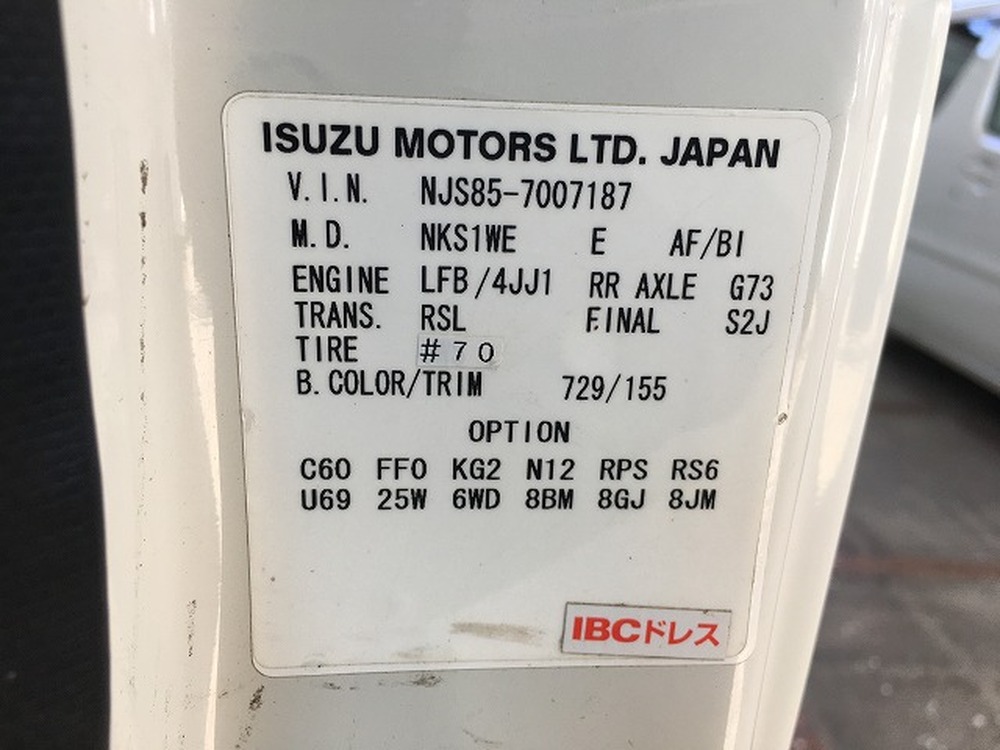 ISUZU MOTORS LTD. JAPAN
V.I.N. NJS85-7007187
M.D. NKS1WE E AF/BI
ENGINE LFB/4JJ1 RR AXLE G73
TRANS. RSL FINAL S2J
TIRE #70
B.COLOR/TRIM 729/155
OPTION
C60 FF0 KG2 N12 RPS RS6
U69 25W 6WD 8BM 8GJ 8JM
IBCドレス